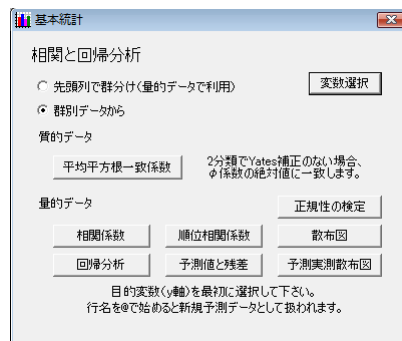 基本統計
相関と回帰分析
先頭列で群分け(量的データで利用)
変数選択
群別データから
質的データ
平均平方根一致係数
2分類でYates補正のない場合、
φ係数の絶対値に一致します。
量的データ
正規性の検定
相関係数
順位相関係数
散布図
回帰分析
予測値と残差
予測実測散布図
目的変数(y軸)を最初に選択して下さい。
行名を@で始めると新規予測データとして扱われます。